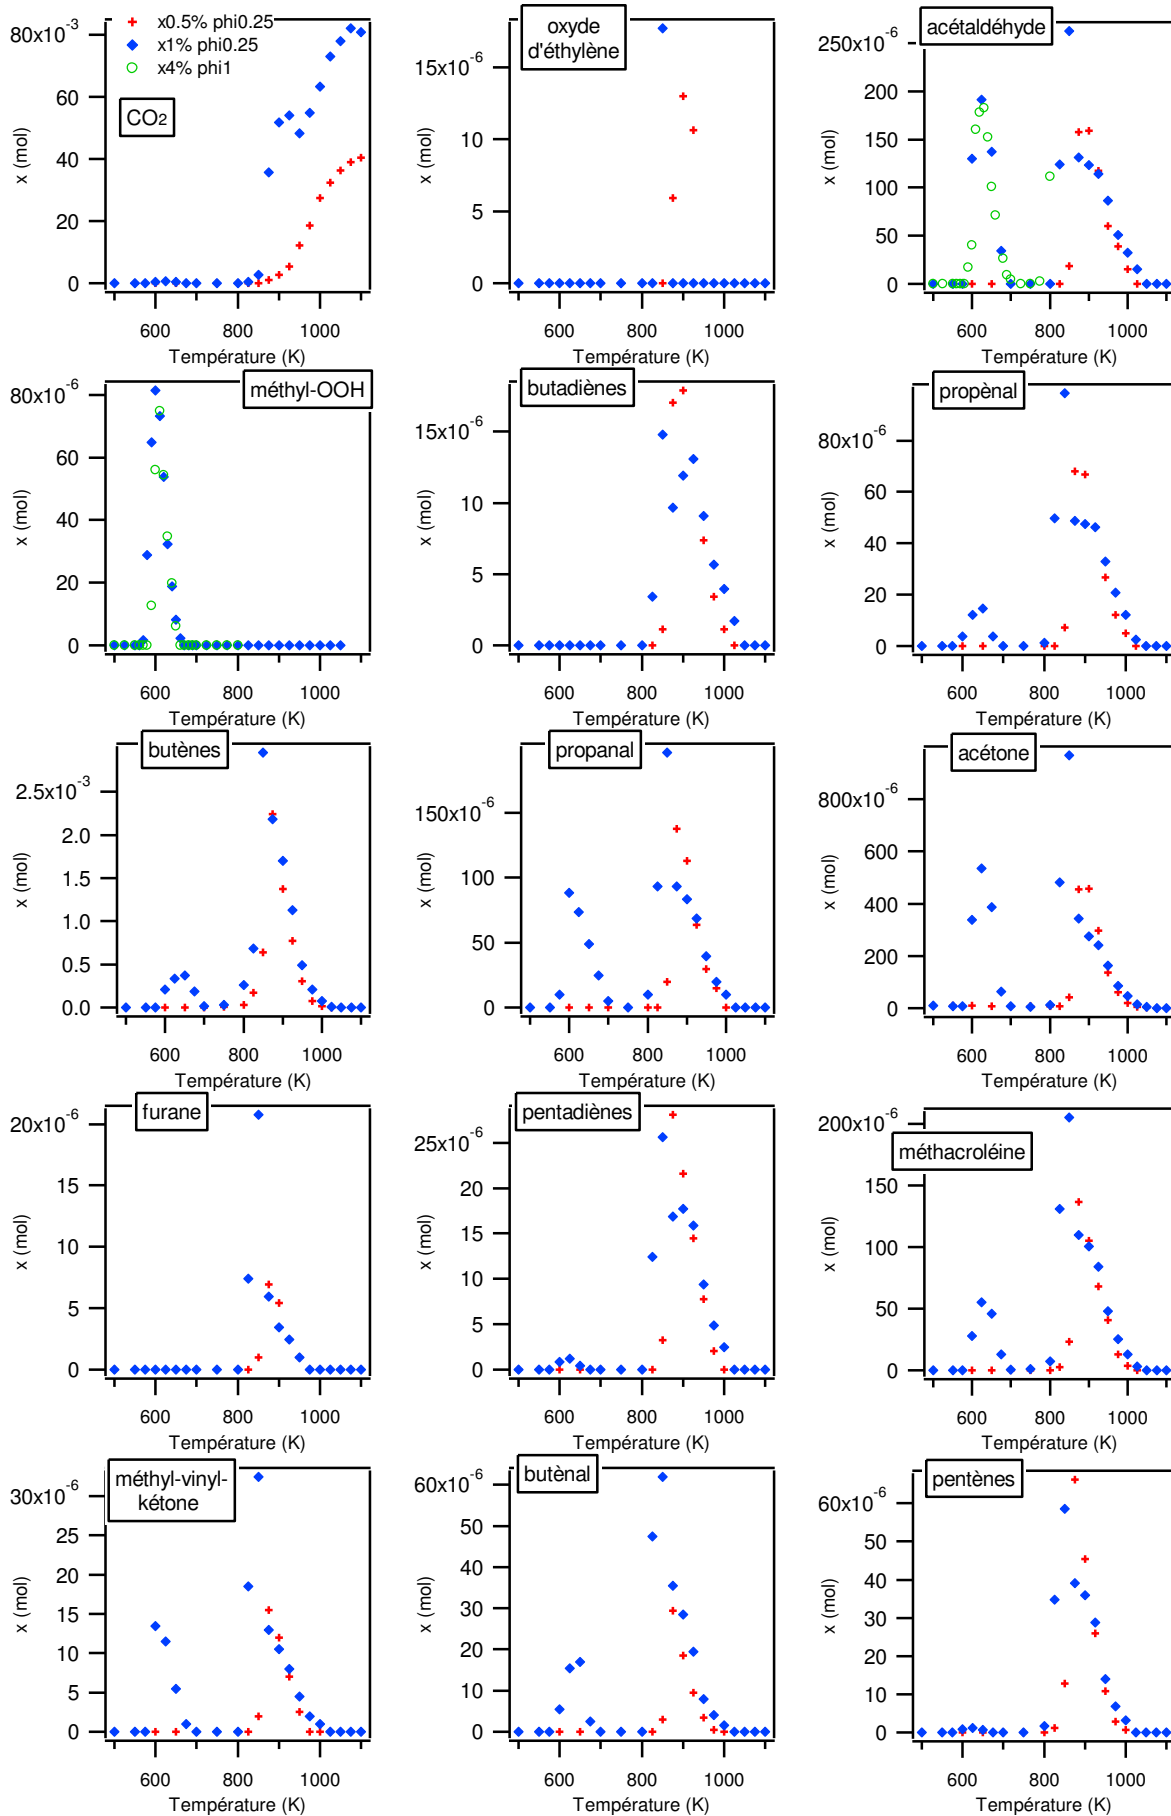 x0.5% phi0.25
x1% phi0.25
x4% phi1
CO2
80x10-3
60
40
20
0
x (mol)
600
800
1000
Température (K)
oxyde
d'éthylène
15x10-6
10
5
0
x (mol)
600
800
1000
Température (K)
acétaldéhyde
250x10-6
200
150
100
50
0
x (mol)
600
800
1000
Température (K)
méthyl-OOH
80x10-6
60
40
20
0
x (mol)
600
800
1000
Température (K)
butadiènes
15x10-6
10
5
0
x (mol)
600
800
1000
Température (K)
propènal
80x10-6
60
40
20
0
x (mol)
600
800
1000
Température (K)
butènes
2.5x10-3
2.0
1.5
1.0
0.5
0.0
x (mol)
600
800
1000
Température (K)
propanal
150x10-6
100
50
0
x (mol)
600
800
1000
Température (K)
acétone
800x10-6
600
400
200
0
x (mol)
600
800
1000
Température (K)
furane
20x10-6
15
10
5
0
x (mol)
600
800
1000
Température (K)
pentadiènes
25x10-6
20
15
10
5
0
x (mol)
600
800
1000
Température (K)
méthacroléine
200x10-6
150
100
50
0
x (mol)
600
800
1000
Température (K)
méthyl-vinyl-
kétone
30x10-6
25
20
15
10
5
0
x (mol)
600
800
1000
Température (K)
butènal
60x10-6
50
40
30
20
10
0
x (mol)
600
800
1000
Température (K)
pentènes
60x10-6
50
40
30
20
10
0
x (mol)
600
800
1000
Température (K)